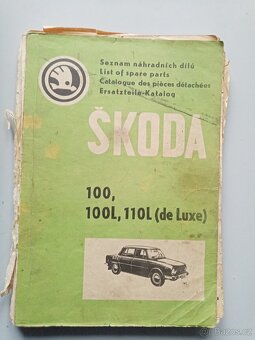 Seznam náhradních dílů
List of spare parts
Catalogue des pièces détachées
Ersatzteile-Katalog
ŠKODA
100,
100L, 110L (de Luxe)